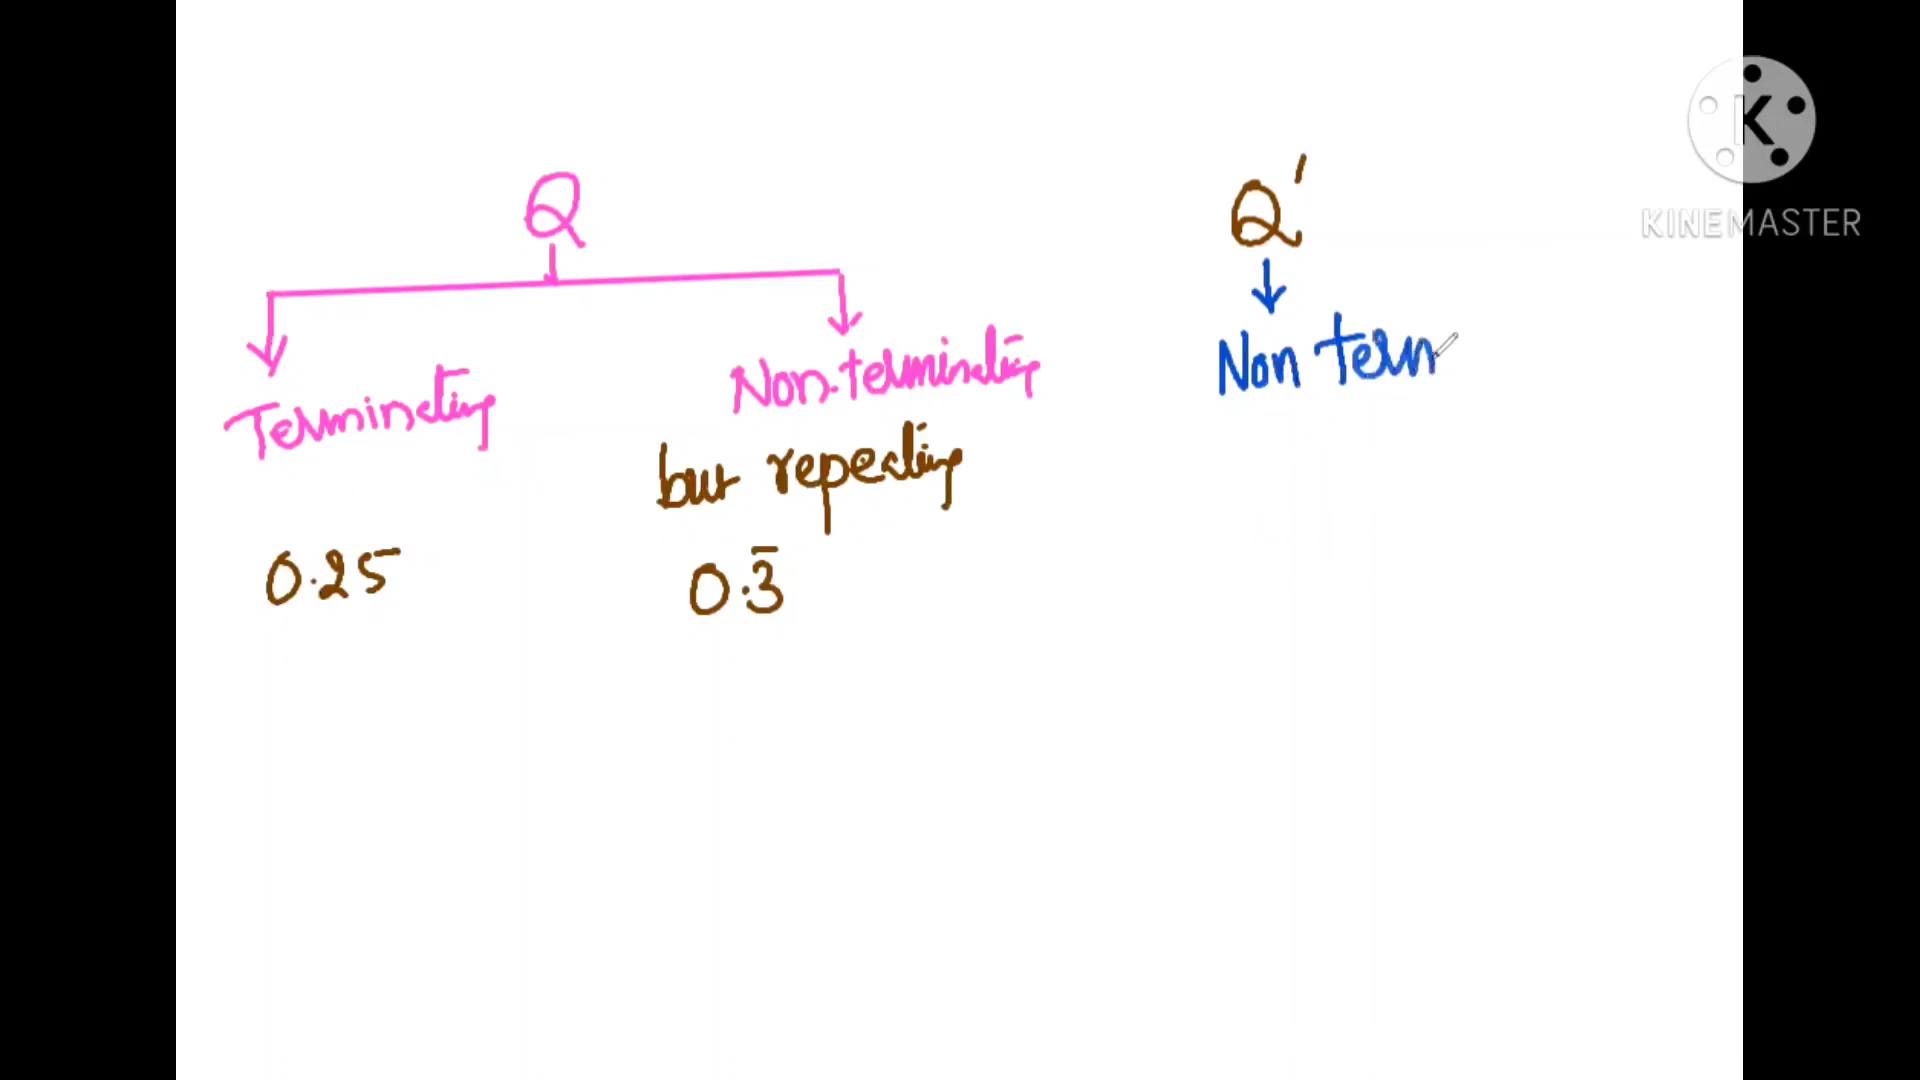 Q
Q'
Terminating
Non-terminating
but repeating
Non term
0.25
0.3̅
K
KINEMASTER